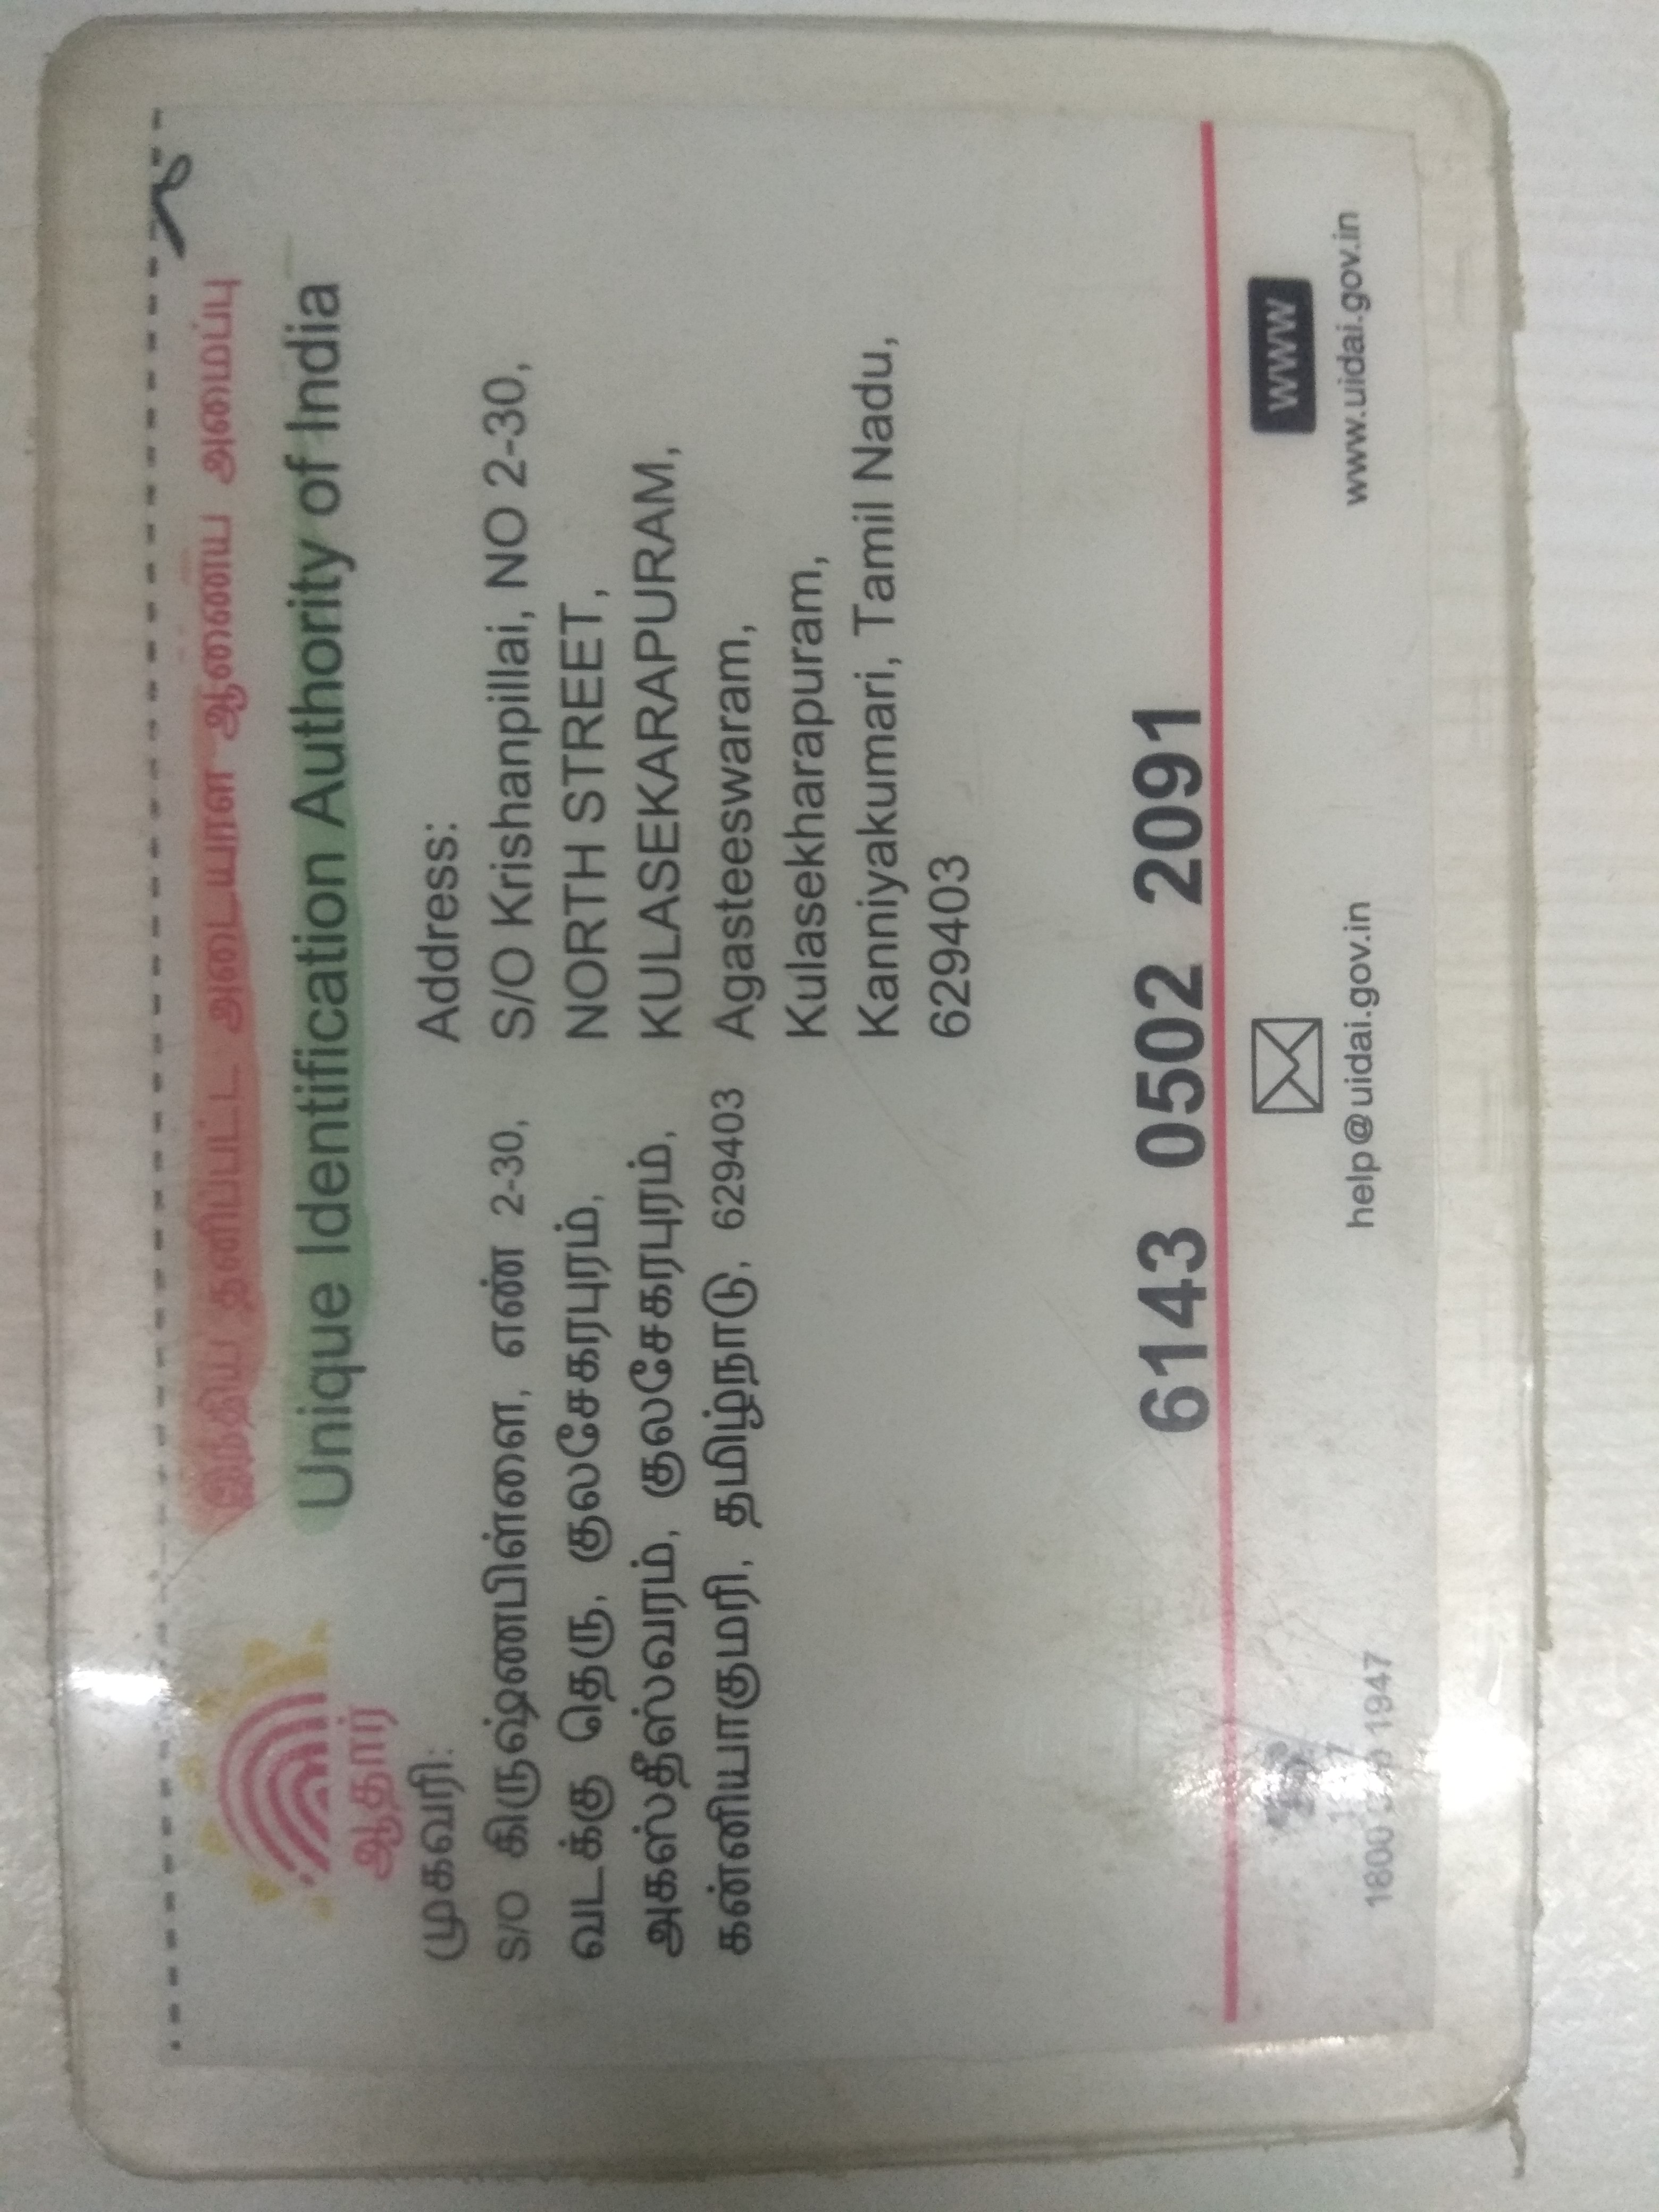 இந்திய தனிப்பட்ட அடையாள ஆணைய அமைப்பு
Unique Identification Authority of India
ஆதார்
முகவரி:
S/O கிருஷ்ணபிள்ளை, எண் 2-30,
வடக்கு தெரு, குலசேகரபுரம்,
அகஸ்தீஸ்வரம், குலசேகரபுரம்,
கன்னியாகுமரி, தமிழ்நாடு, 629403
Address:
S/O Krishanpillai, NO 2-30,
NORTH STREET,
KULASEKARAPURAM,
Agasteeswaram,
Kulasekharapuram,
Kanniyakumari, Tamil Nadu,
629403
6143 0502 2091
1800 1947
help@uidai.gov.in
WWW
www.uidai.gov.in